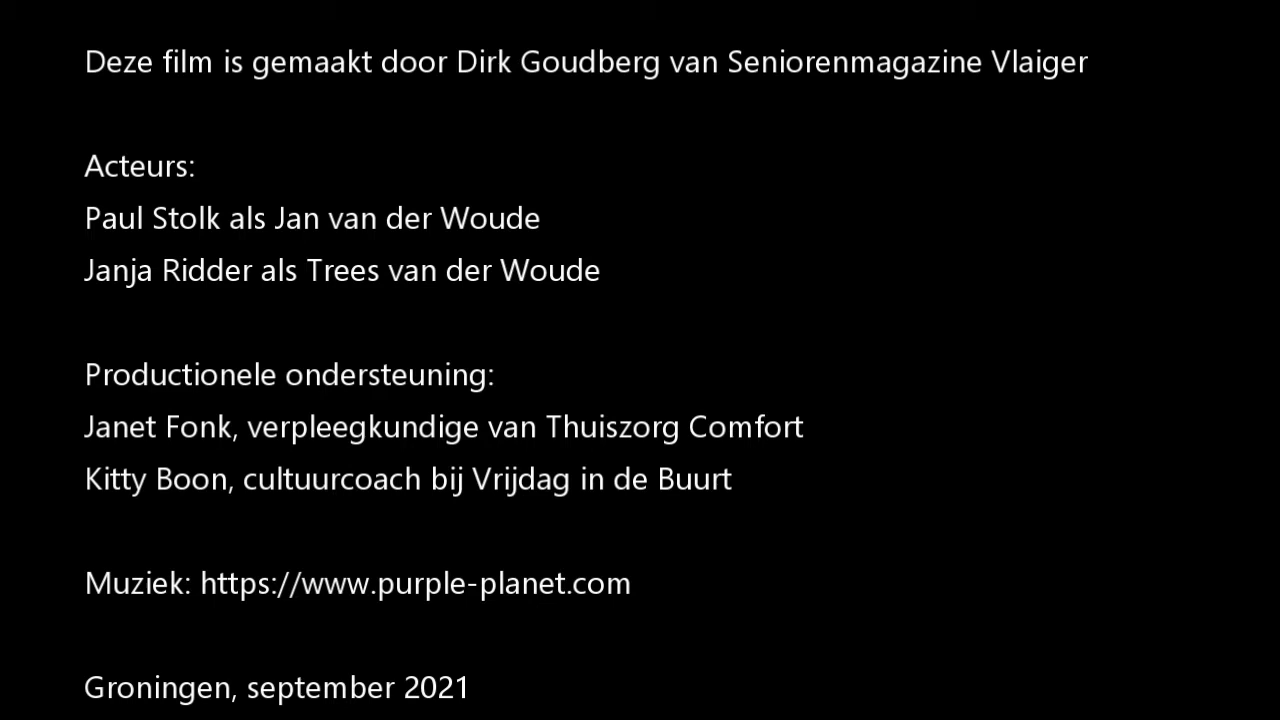 Deze film is gemaakt door Dirk Goudberg van Seniorenmagazine Vlaiger
Acteurs:
Paul Stolk als Jan van der Woude
Janja Ridder als Trees van der Woude
Productionele ondersteuning:
Janet Fonk, verpleegkundige van Thuiszorg Comfort
Kitty Boon, cultuurcoach bij Vrijdag in de Buurt
Muziek: https://www.purple-planet.com
Groningen, september 2021